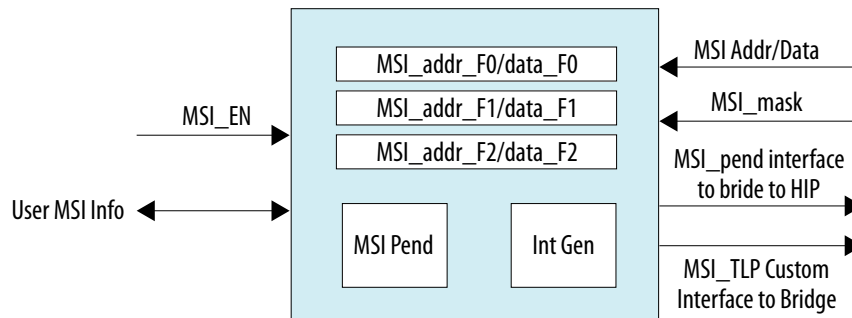 MSI_addr_F0/data_F0
MSI_addr_F1/data_F1
MSI_addr_F2/data_F2
MSI_EN
User MSI Info
MSI Pend
Int Gen
MSI Addr/Data
MSI_mask
MSI_pend interface
to bride to HIP
MSI_TLP Custom
Interface to Bridge